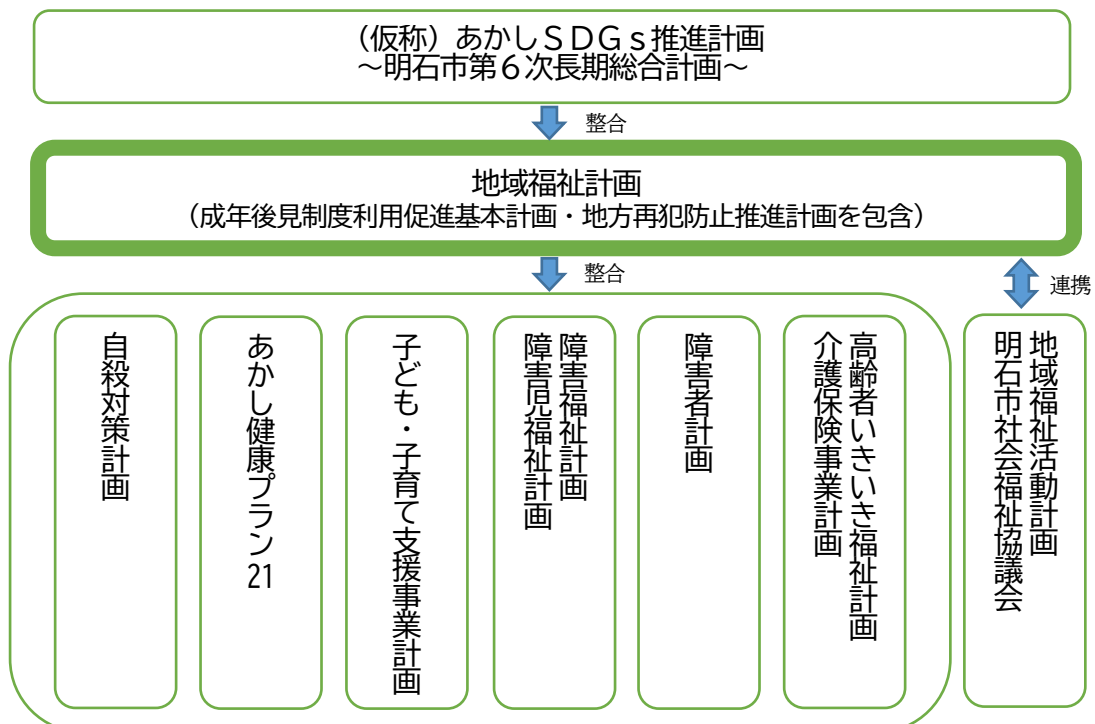 （仮称）あかしＳＤＧｓ推進計画
～明石市第６次長期総合計画～
整合
地域福祉計画
（成年後見制度利用促進基本計画・地方再犯防止推進計画を包含）
整合
連携
自殺対策計画
あかし健康プラン21
子ども・子育て支援事業計画
障害福祉計画
障害児福祉計画
障害者計画
高齢者いきいき福祉計画
介護保険事業計画
地域福祉活動計画
明石市社会福祉協議会